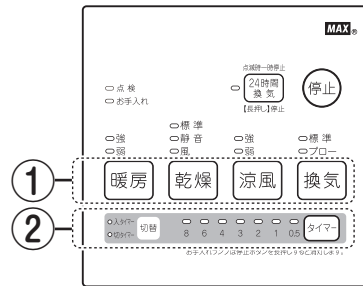 MAX®
点滅時一時停止
24時間
換気
【長押し】停止
停止
点検
お手入れ
強
弱
標準
静音
風
強
弱
標準
ブロー
① 暖房 乾燥 涼風 換気
② 入タイマー
切タイマー
切替
8 6 4 3 2 1 0.5
タイマー
お手入れランプは停止ボタンを長押しすると消灯します。